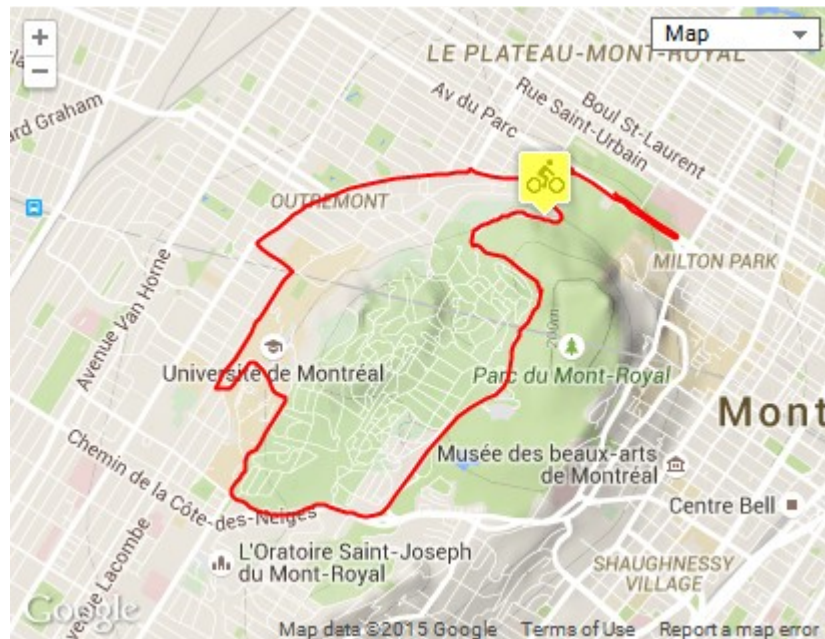 +
−
Map
LE PLATEAU-MONT-ROYAL
Av du Parc
Boul St-Laurent
Rue Saint-Urbain
ard Graham
OUTREMONT
MILTON PARK
Avenue Van Horne
200m
Université de Montréal
Parc du Mont-Royal
Mont
Musée des beaux-arts
de Montréal
Chemin de la Côte-des-Neiges
Centre Bell
L'Oratoire Saint-Joseph
du Mont-Royal
SHAUGHNESSY
VILLAGE
Lacombe
Google
Map data ©2015 Google
Terms of Use
Report a map error